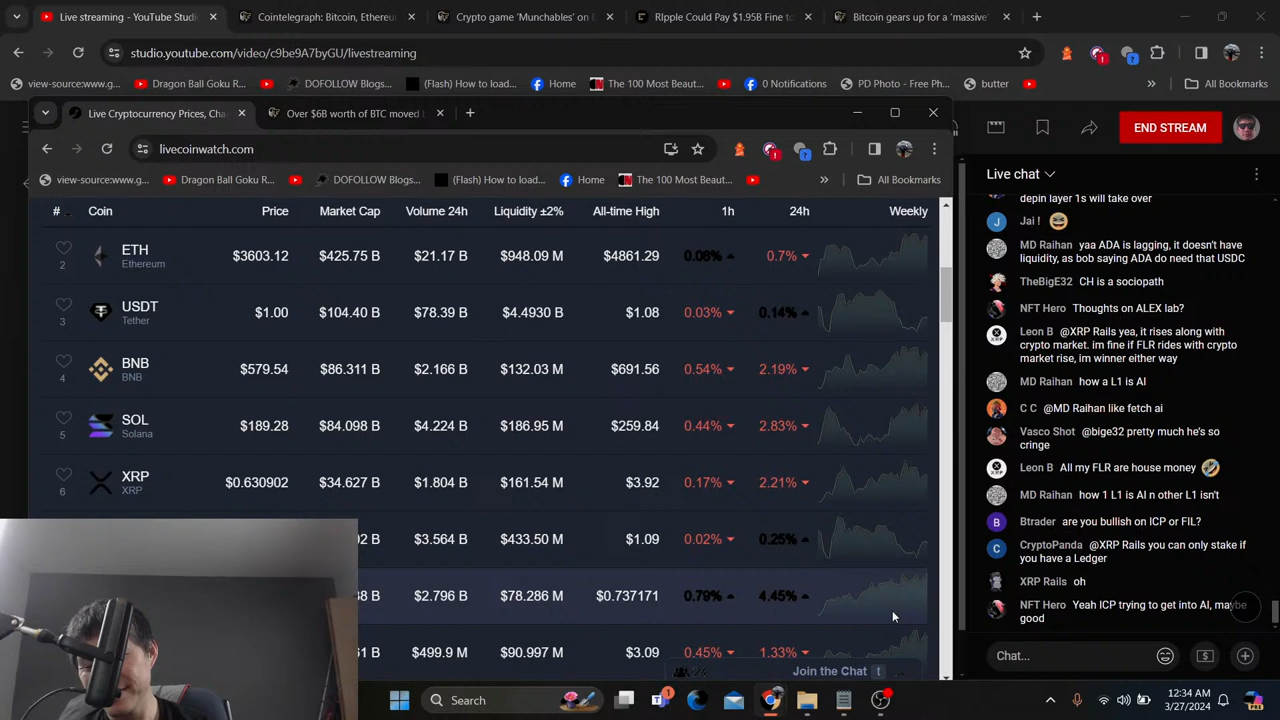 Live streaming - YouTube Studi
Cointelegraph: Bitcoin, Ethereum
Crypto game 'Munchables' on
RIpple Could Pay $1.95B Fine to
Bitcoin gears up for a 'massive'
studio.youtube.com/video/c9be9A7byGU/livestreaming
view-source:www.g...
Dragon Ball Goku R...
DOFOLLOW Blogs...
(Flash) How to load...
Home
The 100 Most Beaut...
0 Notifications
PD Photo - Free Ph...
butter
All Bookmarks
Live Cryptocurrency Prices, Cha
Over $6B worth of BTC moved
livecoinwatch.com
view-source:www.g...
Dragon Ball Goku R...
DOFOLLOW Blogs...
(Flash) How to load...
Home
The 100 Most Beaut...
All Bookmarks
# Coin Price Market Cap Volume 24h Liquidity ±2% All-time High 1h 24h Weekly
2 ETH Ethereum $3603.12 $425.75 B $21.17 B $948.09 M $4861.29 0.08% 0.7%
3 USDT Tether $1.00 $104.40 B $78.39 B $4.4930 B $1.08 0.03% 0.14%
4 BNB BNB $579.54 $86.311 B $2.166 B $132.03 M $691.56 0.54% 2.19%
5 SOL Solana $189.28 $84.098 B $4.224 B $186.95 M $259.84 0.44% 2.83%
6 XRP XRP $0.630902 $34.627 B $1.804 B $161.54 M $3.92 0.17% 2.21%
$3.564 B $433.50 M $1.09 0.02% 0.25%
$2.796 B $78.286 M $0.737171 0.79% 4.45%
$499.9 M $90.997 M $3.09 0.45% 1.33%
Join the Chat t
END STREAM
Live chat
depin layer 1s will take over
J Jai !
MD Raihan yaa ADA is lagging, it doesn't have
liquidity, as bob saying ADA do need that USDC
TheBigE32 CH is a sociopath
NFT Hero Thoughts on ALEX lab?
Leon B @XRP Rails yea, it rises along with
crypto market. im fine if FLR rides with crypto
market rise, im winner either way
MD Raihan how a L1 is AI
C C @MD Raihan like fetch ai
Vasco Shot @bige32 pretty much he's so
cringe
Leon B All my FLR are house money
MD Raihan how 1 L1 is AI n other L1 isn't
B Btrader are you bullish on ICP or FIL?
C CryptoPanda @XRP Rails you can only stake if
you have a Ledger
XRP Rails oh
NFT Hero Yeah ICP trying to get into AI, maybe
good
Chat...
Search
12:34 AM
3/27/2024